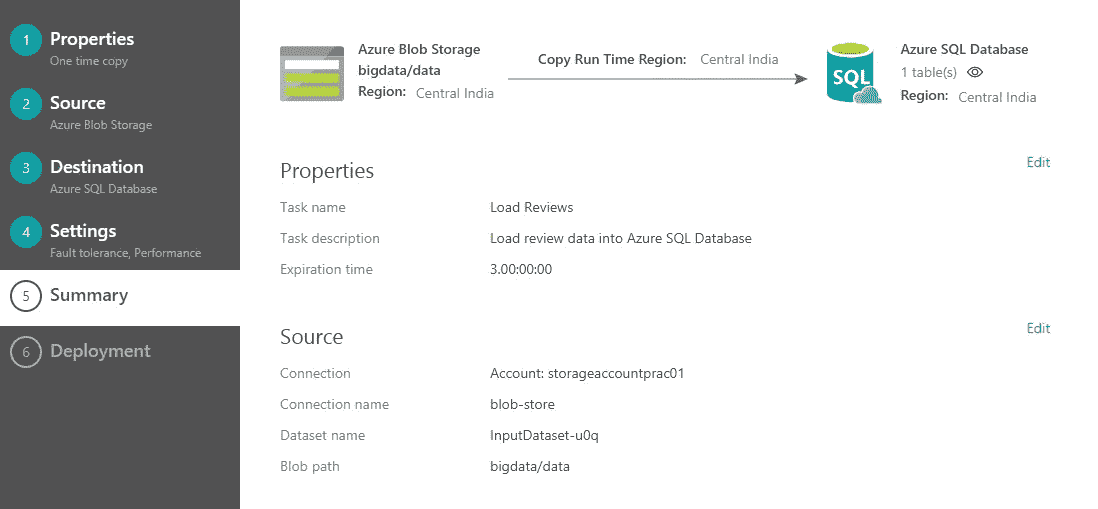 1 Properties
One time copy
2 Source
Azure Blob Storage
3 Destination
Azure SQL Database
4 Settings
Fault tolerance, Performance
5 Summary
6 Deployment
Azure Blob Storage
bigdata/data
Region: Central India
Copy Run Time Region: Central India
SQL
Azure SQL Database
1 table(s)
Region: Central India
Properties Edit
Task name Load Reviews
Task description Load review data into Azure SQL Database
Expiration time 3.00:00:00
Source Edit
Connection Account: storageaccountprac01
Connection name blob-store
Dataset name InputDataset-u0q
Blob path bigdata/data